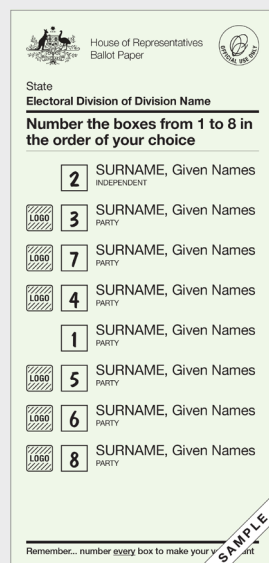 House of Representatives
Ballot Paper
OFFICIAL USE ONLY
State
Electoral Division of Division Name
Number the boxes from 1 to 8 in
the order of your choice
2 SURNAME, Given Names
INDEPENDENT
LOGO 3 SURNAME, Given Names
PARTY
LOGO 7 SURNAME, Given Names
PARTY
LOGO 4 SURNAME, Given Names
PARTY
1 SURNAME, Given Names
PARTY
LOGO 5 SURNAME, Given Names
PARTY
LOGO 6 SURNAME, Given Names
PARTY
LOGO 8 SURNAME, Given Names
PARTY
Remember... number every box to make your
SAMPLE